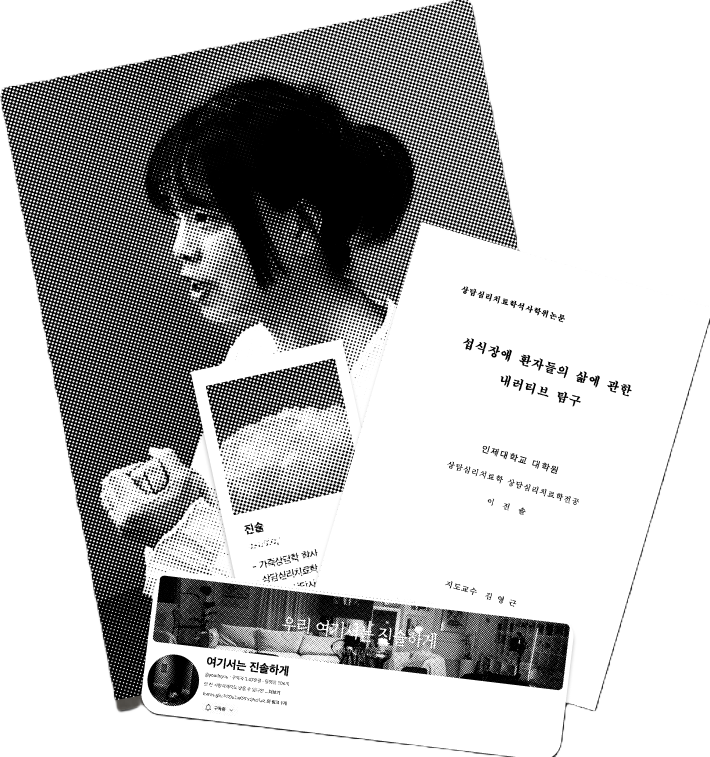 상담심리치료학석사학위논문
섭식장애 환자들의 삶에 관한
내러티브 탐구
인제대학교 대학원
상담심리치료학 상담심리치료학전공
이 진 솔
지도교수 김 영 근
진솔
- 가족상담학 학사
상담심리치료학
우리 여기서는 진솔하게
여기서는 진솔하게
구독중